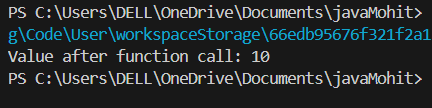 PS C:\Users\DELL\OneDrive\Documents\javaMohit>
g\Code\User\workspaceStorage\66edb95676f321f2a1
Value after function call: 10
PS C:\Users\DELL\OneDrive\Documents\javaMohit>